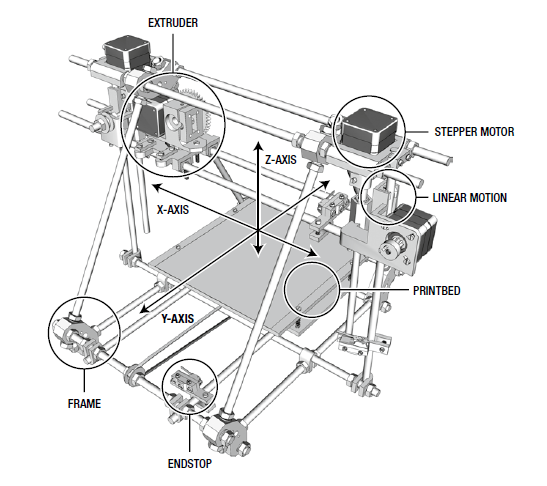 EXTRUDER
STEPPER MOTOR
Z-AXIS
X-AXIS
LINEAR MOTION
PRINTBED
Y-AXIS
FRAME
ENDSTOP